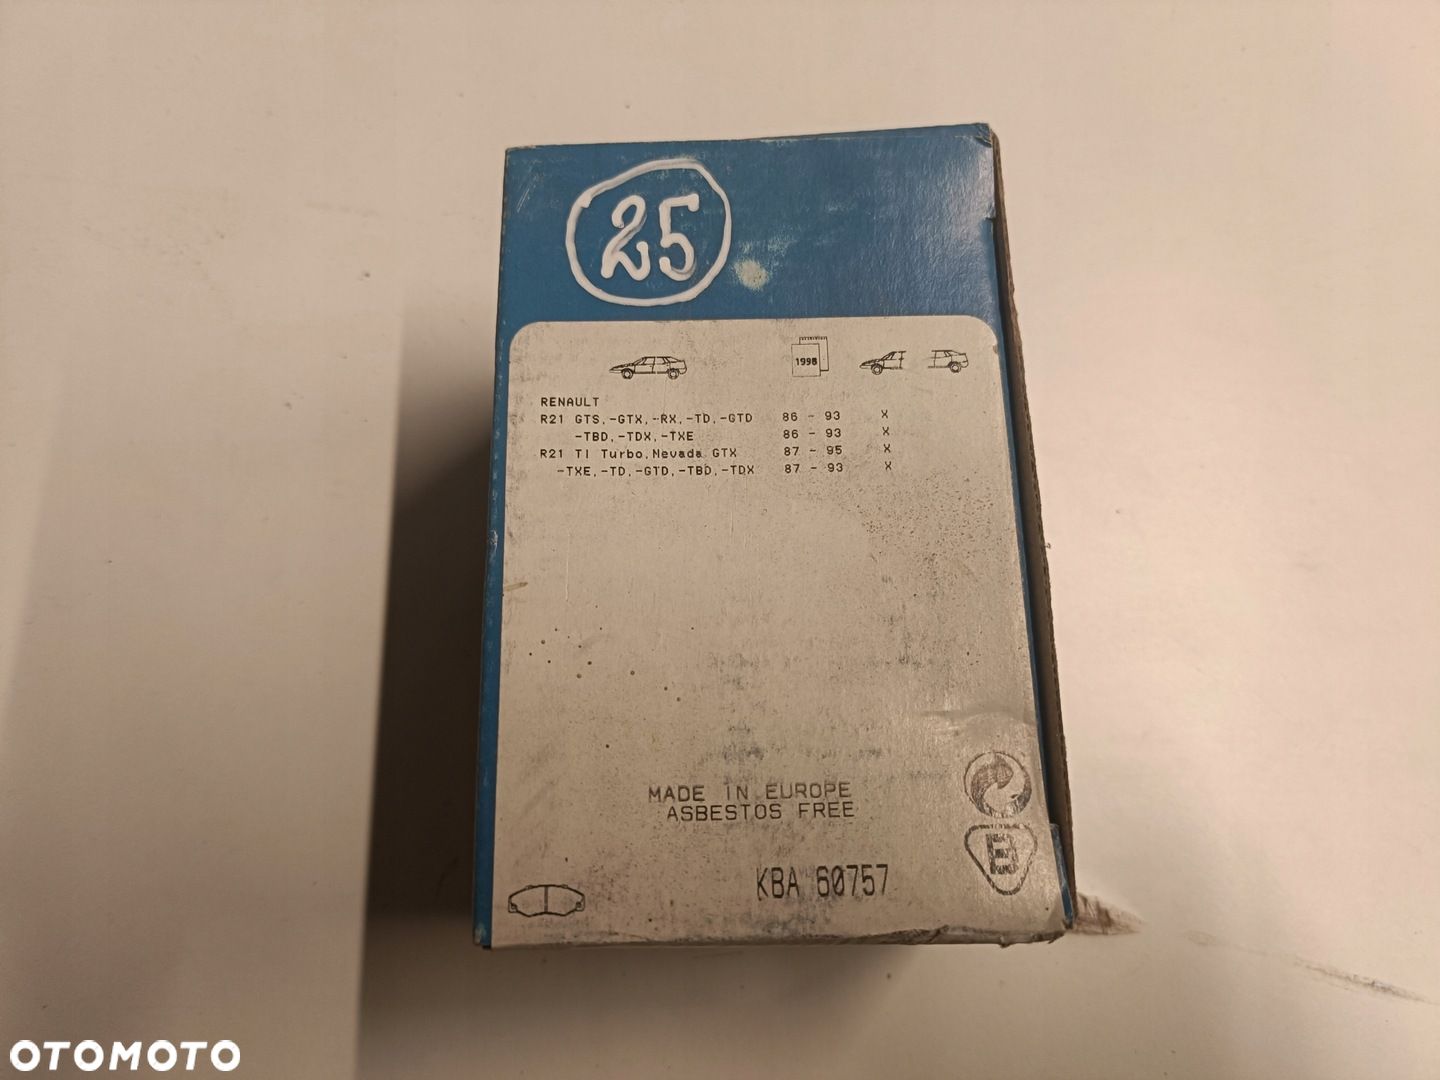 25
1998
RENAULT
R21 GTS,-GTX,-RX,-TD,-GTD 86 - 93 X
-TBD,-TDX,-TXE 86 - 93 X
R21 TI Turbo,Nevada GTX 87 - 95 X
-TXE,-TD,-GTD,-TBD,-TDX 87 - 93 X
MADE IN EUROPE
ASBESTOS FREE
KBA 60757
B
OTOMOTO